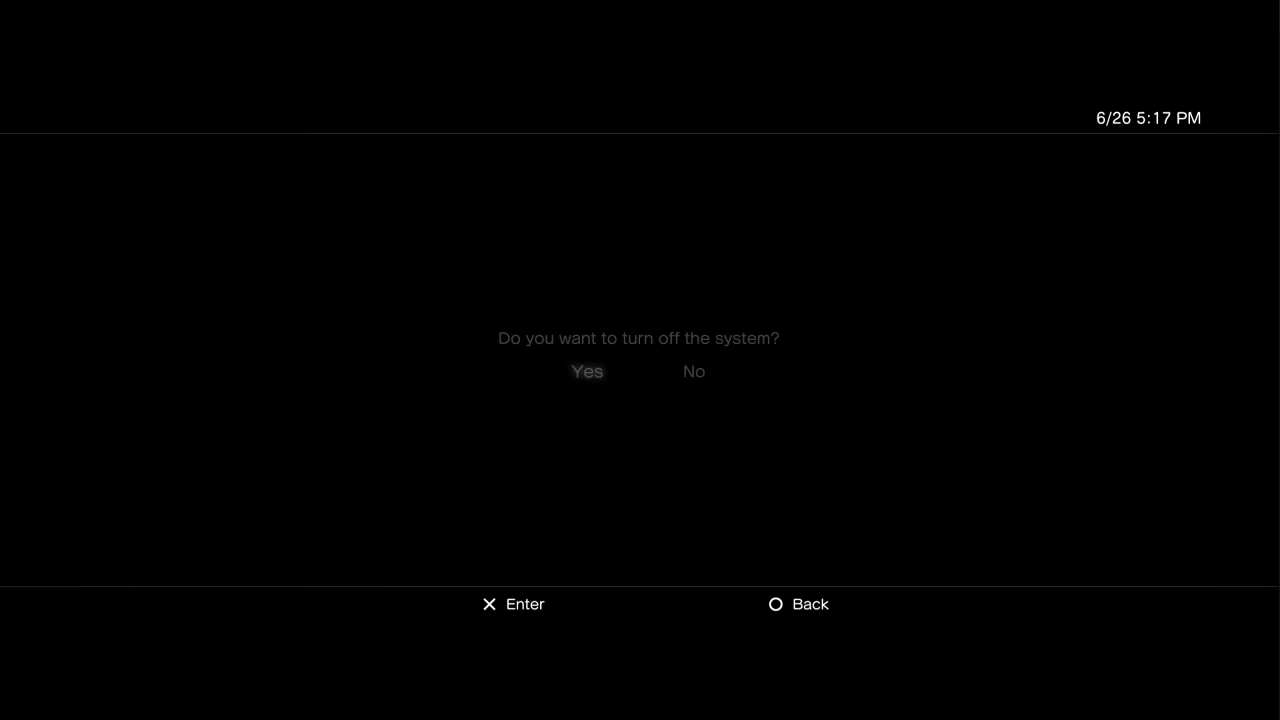 6/26 5:17 PM
Do you want to turn off the system?
Yes No
Enter Back